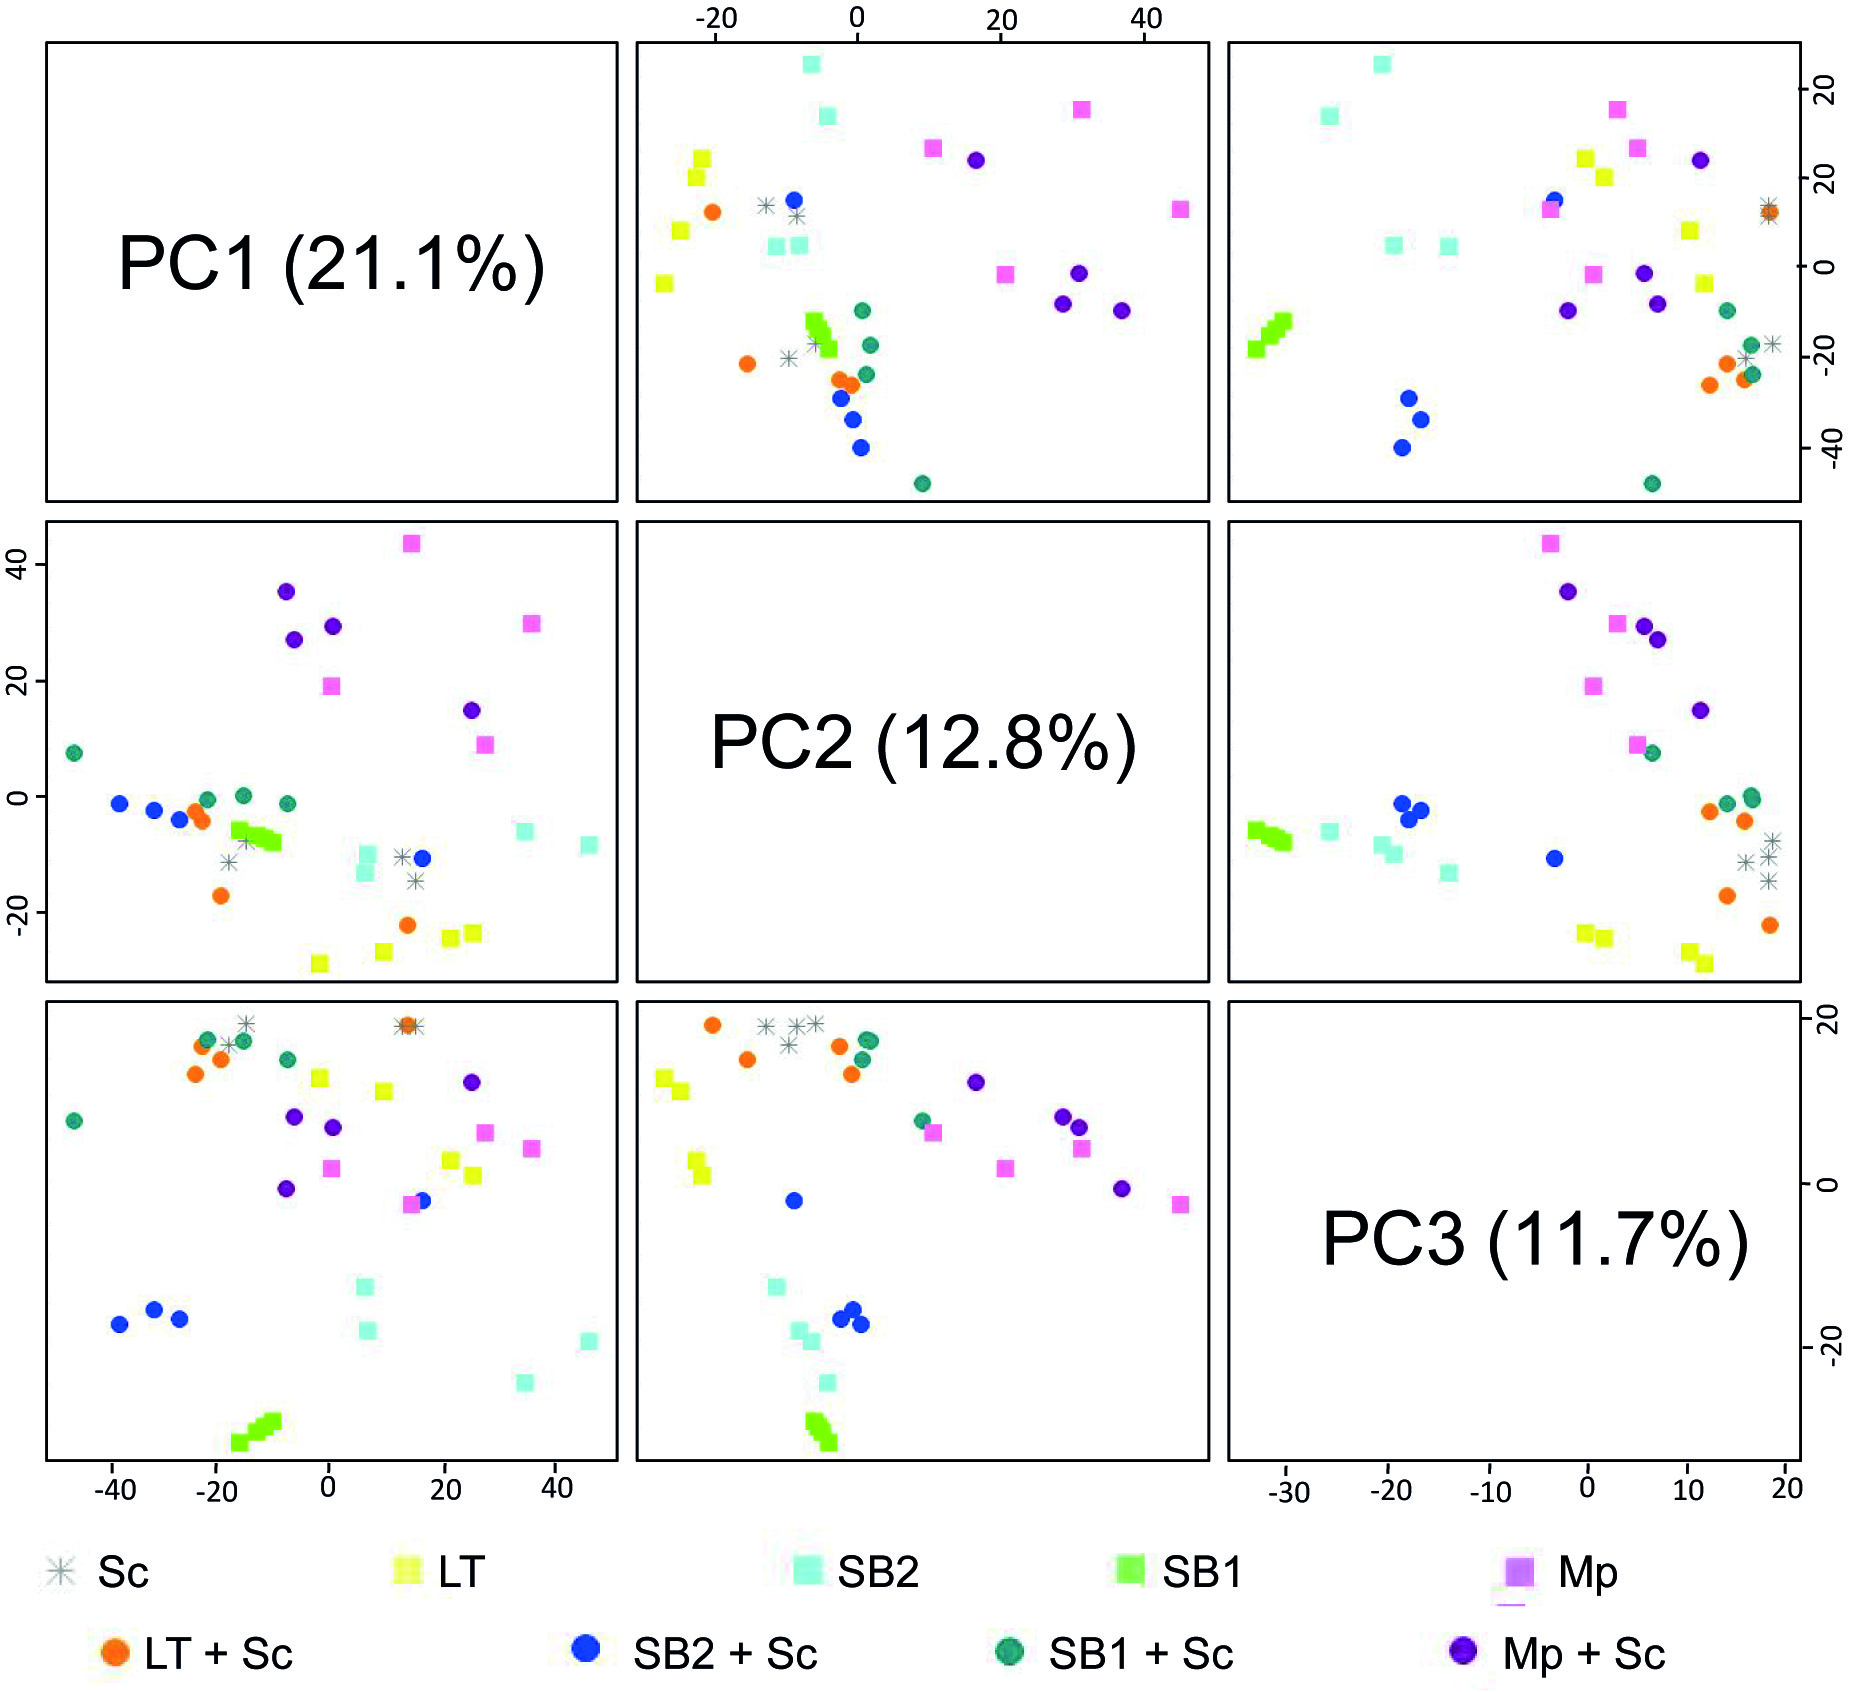 -20 0 20 40
PC1 (21.1%)
20
20
0
-20
-40
40
20
0
-20
PC2 (12.8%)
PC3 (11.7%)
20
0
-20
-40 -20 0 20 40
-30 -20 -10 0 10 20
Sc LT SB2 SB1 Mp
LT + Sc SB2 + Sc SB1 + Sc Mp + Sc